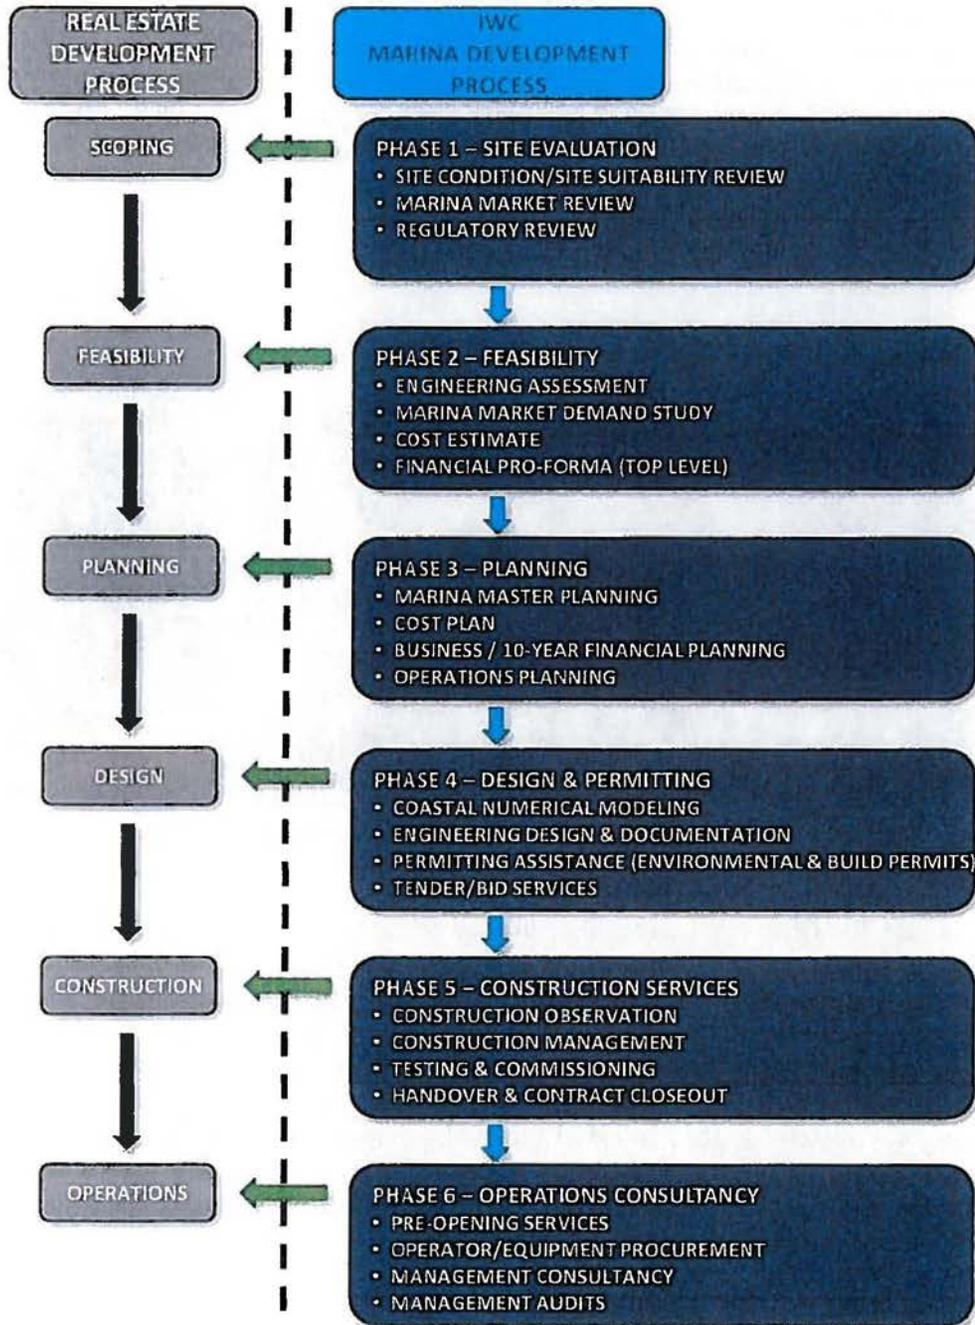 REAL ESTATE
DEVELOPMENT
PROCESS
IWC
MARINA DEVELOPMENT
PROCESS
SCOPING
PHASE 1 – SITE EVALUATION
• SITE CONDITION/SITE SUITABILITY REVIEW
• MARINA MARKET REVIEW
• REGULATORY REVIEW
FEASIBILITY
PHASE 2 – FEASIBILITY
• ENGINEERING ASSESSMENT
• MARINA MARKET DEMAND STUDY
• COST ESTIMATE
• FINANCIAL PRO-FORMA (TOP LEVEL)
PLANNING
PHASE 3 – PLANNING
• MARINA MASTER PLANNING
• COST PLAN
• BUSINESS / 10-YEAR FINANCIAL PLANNING
• OPERATIONS PLANNING
DESIGN
PHASE 4 – DESIGN & PERMITTING
• COASTAL NUMERICAL MODELING
• ENGINEERING DESIGN & DOCUMENTATION
• PERMITTING ASSISTANCE (ENVIRONMENTAL & BUILD PERMITS)
• TENDER/BID SERVICES
CONSTRUCTION
PHASE 5 – CONSTRUCTION SERVICES
• CONSTRUCTION OBSERVATION
• CONSTRUCTION MANAGEMENT
• TESTING & COMMISSIONING
• HANDOVER & CONTRACT CLOSEOUT
OPERATIONS
PHASE 6 – OPERATIONS CONSULTANCY
• PRE-OPENING SERVICES
• OPERATOR/EQUIPMENT PROCUREMENT
• MANAGEMENT CONSULTANCY
• MANAGEMENT AUDITS